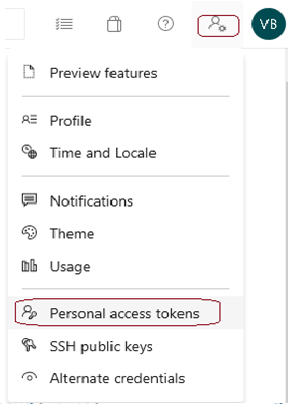 VB
Preview features
Profile
Time and Locale
Notifications
Theme
Usage
Personal access tokens
SSH public keys
Alternate credentials